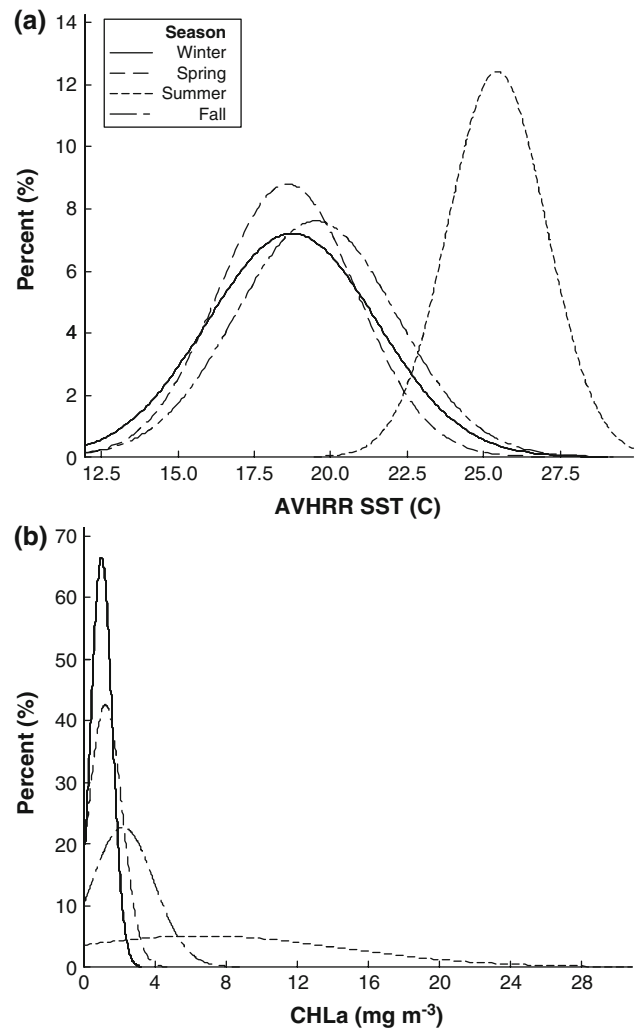 (a)
14
12
10
8
6
4
2
0
Percent (%)
Season
Winter
Spring
Summer
Fall
12.5 15.0 17.5 20.0 22.5 25.0 27.5
AVHRR SST (C)
(b)
70
60
50
40
30
20
10
0
Percent (%)
0 4 8 12 16 20 24 28
CHLa (mg m-3)